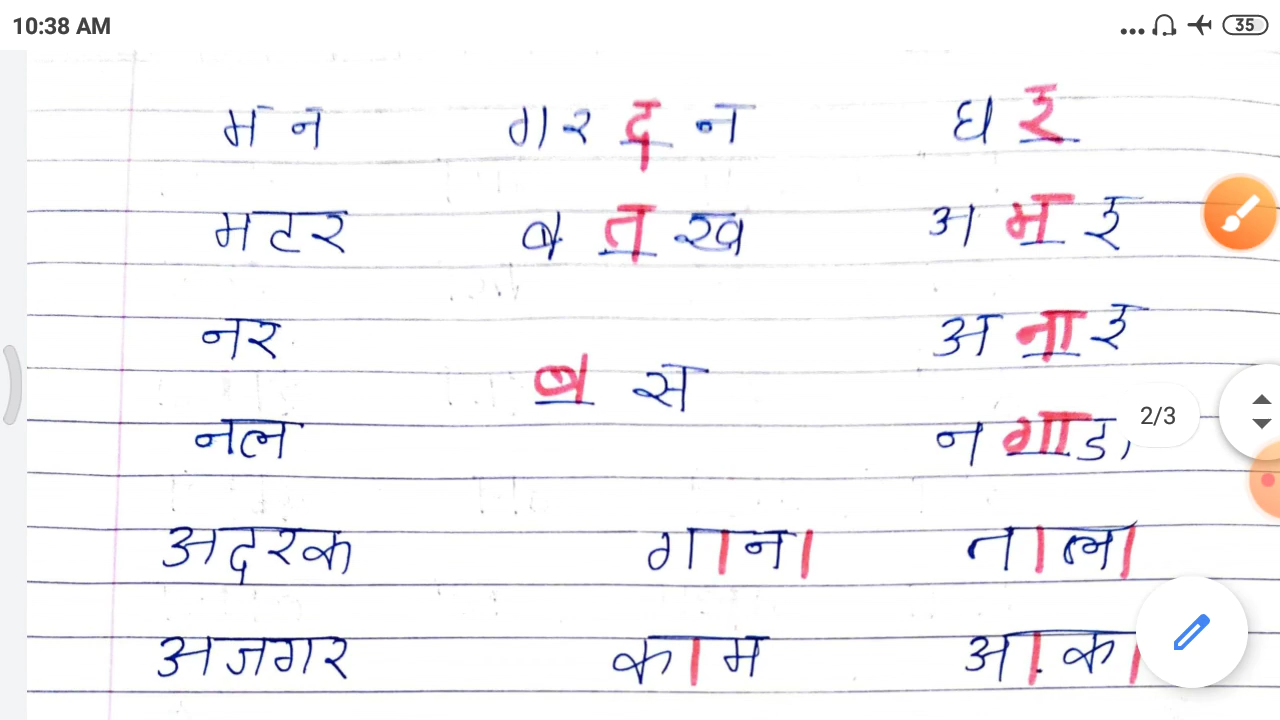 10:38 AM ... 35
मन गरदन घर
मटर बतख अमर
नर अनार
बस
नल नगाड
2/3
अदरक गाना ताला
अजगर काम आका